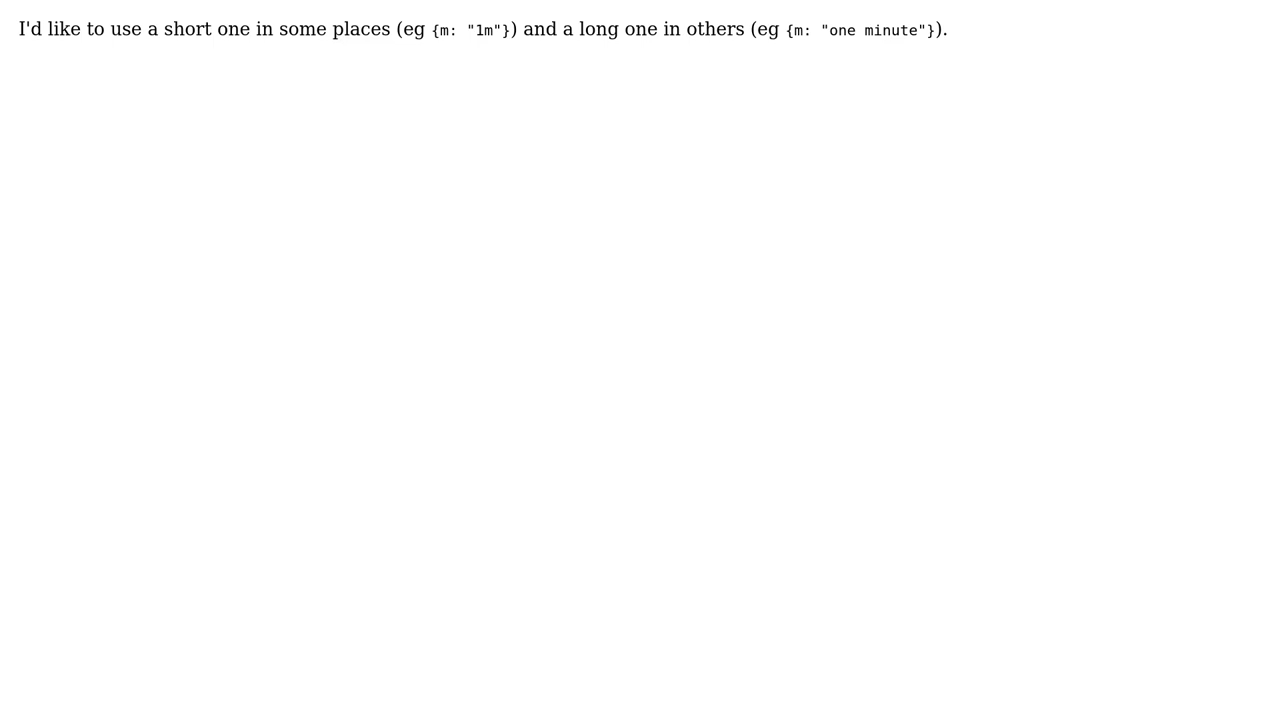 I'd like to use a short one in some places (eg {m: "1m"}) and a long one in others (eg {m: "one minute"}).